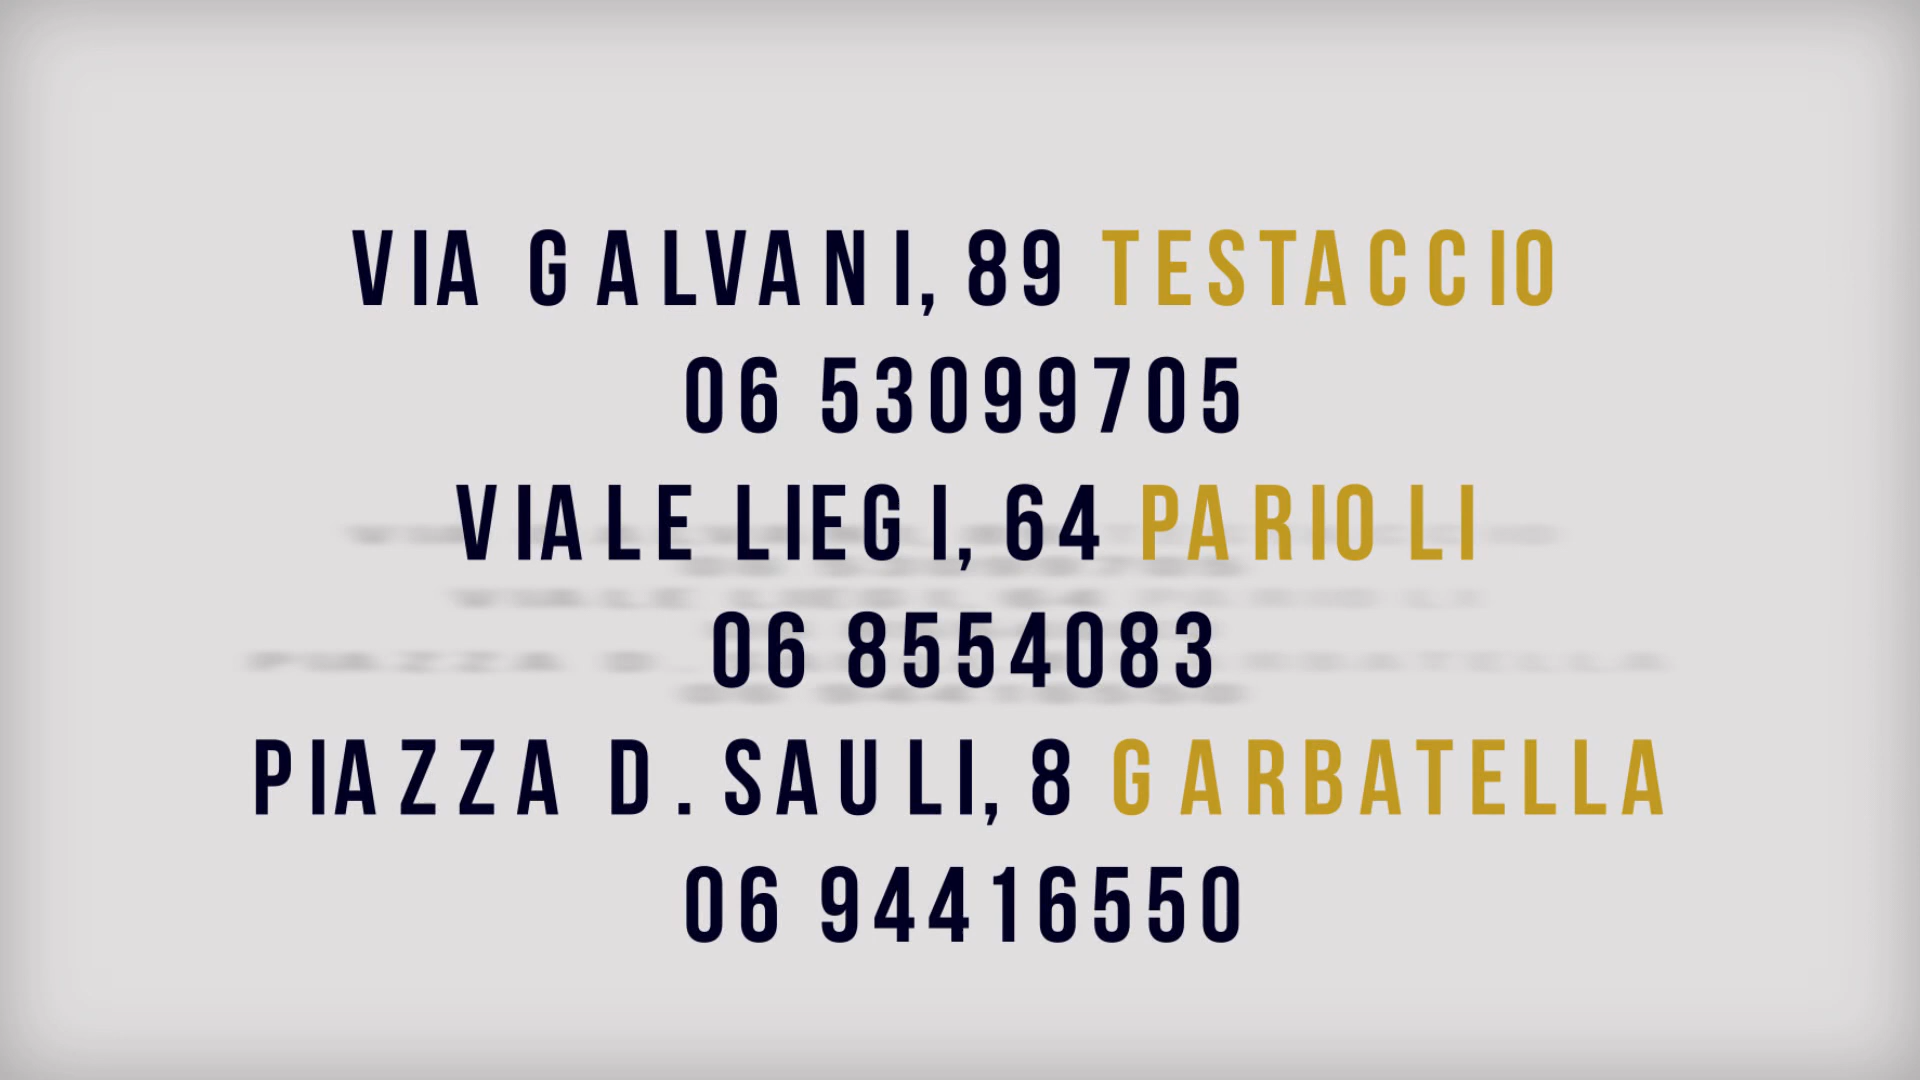 VIA GALVANI, 89 TESTACCIO
06 53099705
VIALE LIEGI, 64 PARIOLI
06 8554083
PIAZZA D. SAULI, 8 GARBATELLA
06 94416550